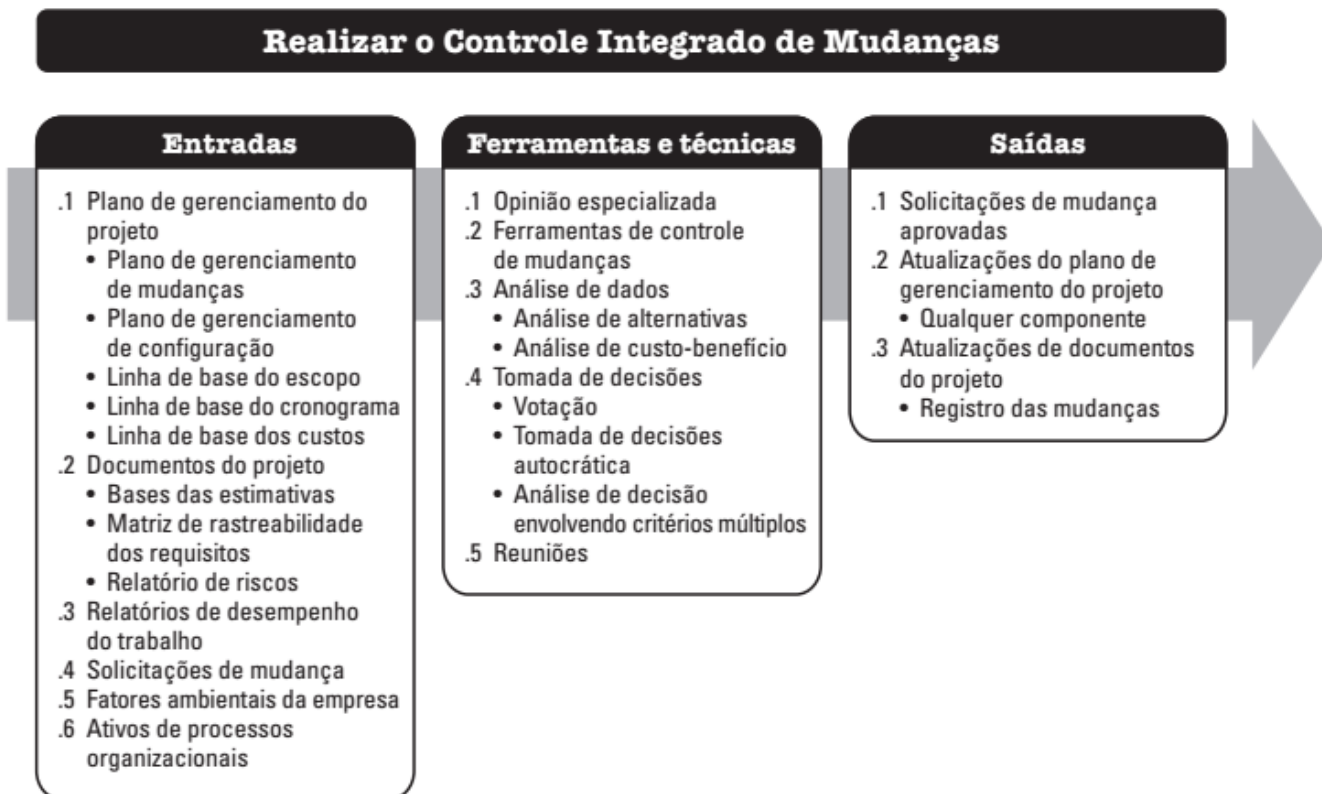 Realizar o Controle Integrado de Mudanças
Entradas
.1 Plano de gerenciamento do
projeto
• Plano de gerenciamento
de mudanças
• Plano de gerenciamento
de configuração
• Linha de base do escopo
• Linha de base do cronograma
• Linha de base dos custos
.2 Documentos do projeto
• Bases das estimativas
• Matriz de rastreabilidade
dos requisitos
• Relatório de riscos
.3 Relatórios de desempenho
do trabalho
.4 Solicitações de mudança
.5 Fatores ambientais da empresa
.6 Ativos de processos
organizacionais
Ferramentas e técnicas
.1 Opinião especializada
.2 Ferramentas de controle
de mudanças
.3 Análise de dados
• Análise de alternativas
• Análise de custo-benefício
.4 Tomada de decisões
• Votação
• Tomada de decisões
autocrática
• Análise de decisão
envolvendo critérios múltiplos
.5 Reuniões
Saídas
.1 Solicitações de mudança
aprovadas
.2 Atualizações do plano de
gerenciamento do projeto
• Qualquer componente
.3 Atualizações de documentos
do projeto
• Registro das mudanças